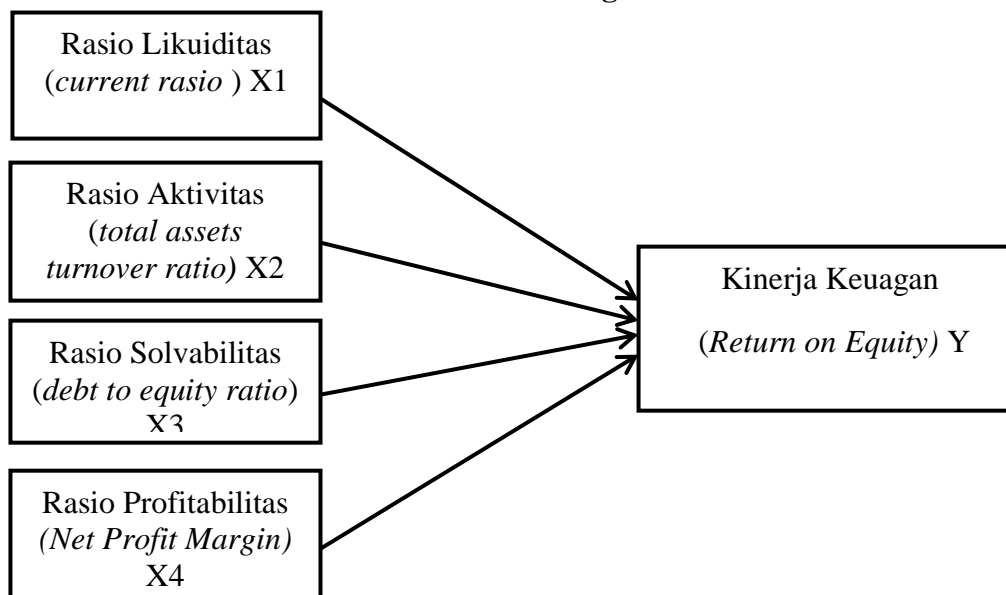 Rasio Likuiditas
(current rasio ) X1
Rasio Aktivitas
(total assets
turnover ratio) X2
Rasio Solvabilitas
(debt to equity ratio)
X3
Rasio Profitabilitas
(Net Profit Margin)
X4
Kinerja Keuagan
(Return on Equity) Y